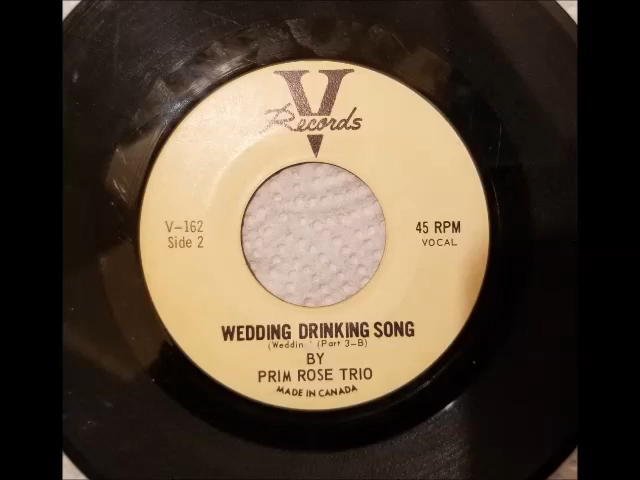 V
Records
V-162
Side 2
45 RPM
VOCAL
WEDDING DRINKING SONG
(Weddin ' (Part 3-B)
BY
PRIM ROSE TRIO
MADE IN CANADA